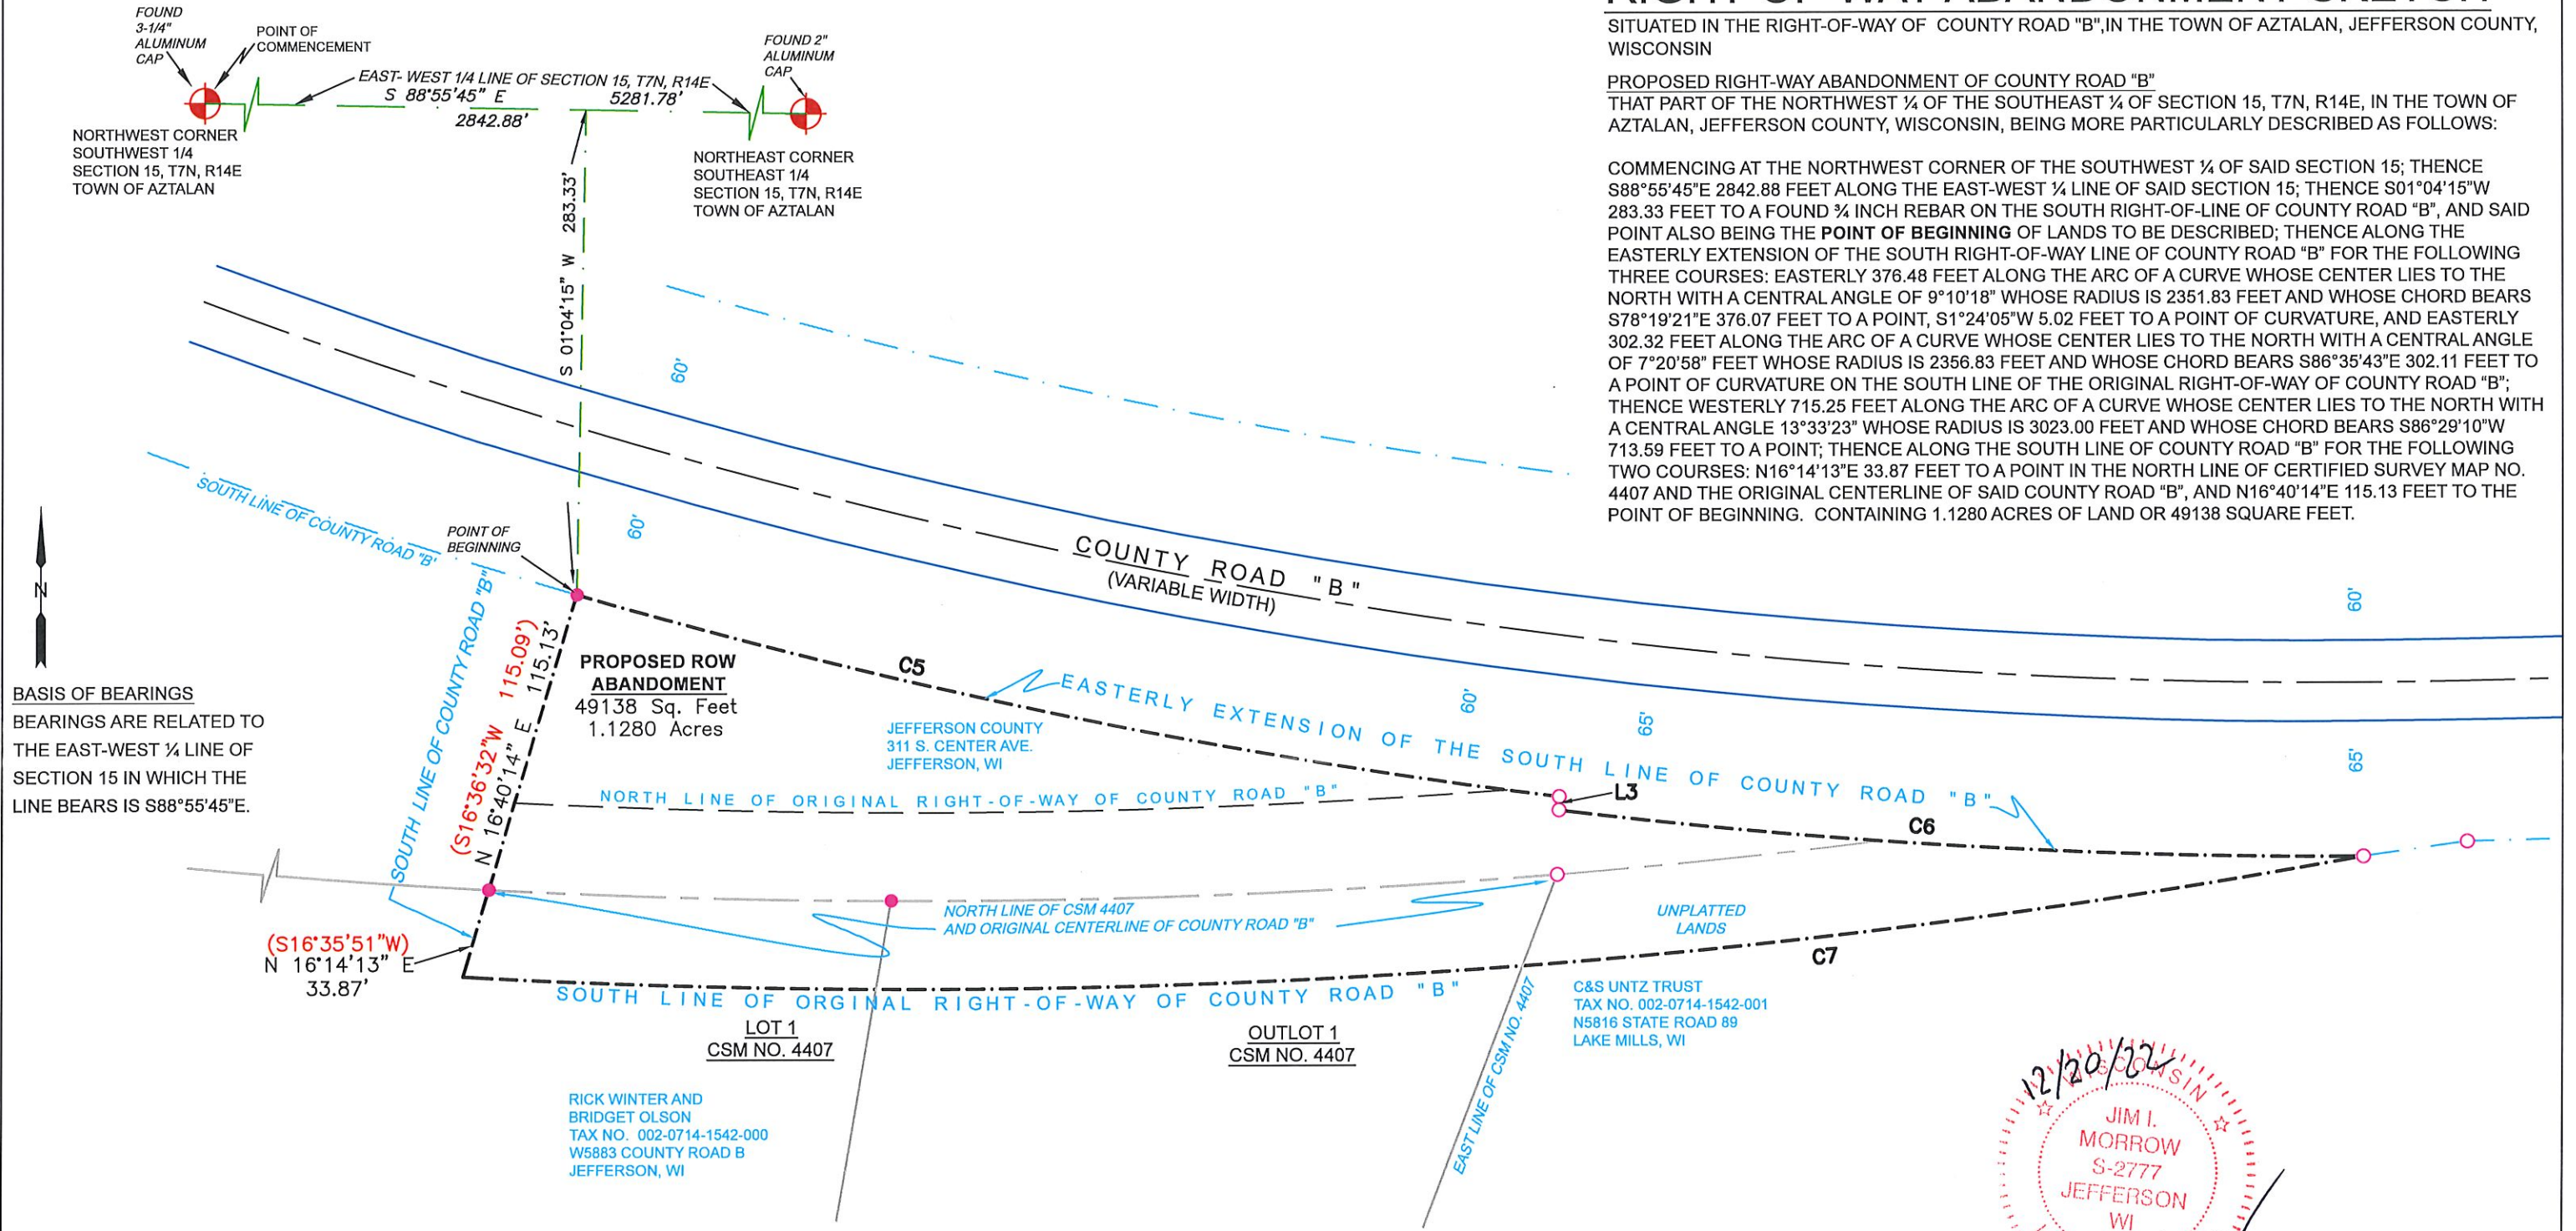 SITUATED IN THE RIGHT-OF-WAY OF COUNTY ROAD "B",IN THE TOWN OF AZTALAN, JEFFERSON COUNTY,
WISCONSIN
PROPOSED RIGHT-WAY ABANDONMENT OF COUNTY ROAD “B”
THAT PART OF THE NORTHWEST ¼ OF THE SOUTHEAST ¼ OF SECTION 15, T7N, R14E, IN THE TOWN OF
AZTALAN, JEFFERSON COUNTY, WISCONSIN, BEING MORE PARTICULARLY DESCRIBED AS FOLLOWS:
COMMENCING AT THE NORTHWEST CORNER OF THE SOUTHWEST ¼ OF SAID SECTION 15; THENCE
S88°55'45”E 2842.88 FEET ALONG THE EAST-WEST ¼ LINE OF SAID SECTION 15; THENCE S01°04'15”W
283.33 FEET TO A FOUND ¾ INCH REBAR ON THE SOUTH RIGHT-OF-LINE OF COUNTY ROAD “B”, AND SAID
POINT ALSO BEING THE POINT OF BEGINNING OF LANDS TO BE DESCRIBED; THENCE ALONG THE
EASTERLY EXTENSION OF THE SOUTH RIGHT-OF-WAY LINE OF COUNTY ROAD “B” FOR THE FOLLOWING
THREE COURSES: EASTERLY 376.48 FEET ALONG THE ARC OF A CURVE WHOSE CENTER LIES TO THE
NORTH WITH A CENTRAL ANGLE OF 9°10'18” WHOSE RADIUS IS 2351.83 FEET AND WHOSE CHORD BEARS
S78°19'21”E 376.07 FEET TO A POINT, S1°24'05”W 5.02 FEET TO A POINT OF CURVATURE, AND EASTERLY
302.32 FEET ALONG THE ARC OF A CURVE WHOSE CENTER LIES TO THE NORTH WITH A CENTRAL ANGLE
OF 7°20'58” FEET WHOSE RADIUS IS 2356.83 FEET AND WHOSE CHORD BEARS S86°35'43”E 302.11 FEET TO
A POINT OF CURVATURE ON THE SOUTH LINE OF THE ORIGINAL RIGHT-OF-WAY OF COUNTY ROAD “B”;
THENCE WESTERLY 715.25 FEET ALONG THE ARC OF A CURVE WHOSE CENTER LIES TO THE NORTH WITH
A CENTRAL ANGLE 13°33'23” WHOSE RADIUS IS 3023.00 FEET AND WHOSE CHORD BEARS S86°29'10”W
713.59 FEET TO A POINT; THENCE ALONG THE SOUTH LINE OF COUNTY ROAD “B” FOR THE FOLLOWING
TWO COURSES: N16°14'13”E 33.87 FEET TO A POINT IN THE NORTH LINE OF CERTIFIED SURVEY MAP NO.
4407 AND THE ORIGINAL CENTERLINE OF SAID COUNTY ROAD “B”, AND N16°40'14”E 115.13 FEET TO THE
POINT OF BEGINNING. CONTAINING 1.1280 ACRES OF LAND OR 49138 SQUARE FEET.
FOUND
3-1/4"
ALUMINUM
CAP
POINT OF
COMMENCEMENT
EAST- WEST 1/4 LINE OF SECTION 15, T7N, R14E
S 88°55'45” E 5281.78'
2842.88'
FOUND 2"
ALUMINUM
CAP
NORTHWEST CORNER
SOUTHWEST 1/4
SECTION 15, T7N, R14E
TOWN OF AZTALAN
NORTHEAST CORNER
SOUTHEAST 1/4
SECTION 15, T7N, R14E
TOWN OF AZTALAN
S 01°04'15” W 283.33'
60'
60'
SOUTH LINE OF COUNTY ROAD "B'
POINT OF
BEGINNING
COUNTY ROAD "B"
(VARIABLE WIDTH)
60'
N
BASIS OF BEARINGS
BEARINGS ARE RELATED TO
THE EAST-WEST ¼ LINE OF
SECTION 15 IN WHICH THE
LINE BEARS IS S88°55'45”E.
SOUTH LINE OF COUNTY ROAD "B"
(S16°36'32”W 115.09')
N 16°40'14” E 115.13'
PROPOSED ROW
ABANDOMENT
49138 Sq. Feet
1.1280 Acres
C5
JEFFERSON COUNTY
311 S. CENTER AVE.
JEFFERSON, WI
EASTERLY EXTENSION OF THE SOUTH LINE OF COUNTY ROAD "B"
60'
65'
65'
NORTH LINE OF ORIGINAL RIGHT-OF-WAY OF COUNTY ROAD "B"
L3
C6
NORTH LINE OF CSM 4407
AND ORIGINAL CENTERLINE OF COUNTY ROAD "B"
UNPLATTED
LANDS
C7
(S16°35'51”W)
N 16°14'13” E
33.87'
SOUTH LINE OF ORGINAL RIGHT-OF-WAY OF COUNTY ROAD "B"
LOT 1
CSM NO. 4407
OUTLOT 1
CSM NO. 4407
EAST LINE OF CSM NO. 4407
C&S UNTZ TRUST
TAX NO. 002-0714-1542-001
N5816 STATE ROAD 89
LAKE MILLS, WI
RICK WINTER AND
BRIDGET OLSON
TAX NO. 002-0714-1542-000
W5883 COUNTY ROAD B
JEFFERSON, WI
12/20/22
WISCONSIN
JIM I.
MORROW
S-2777
JEFFERSON
WI